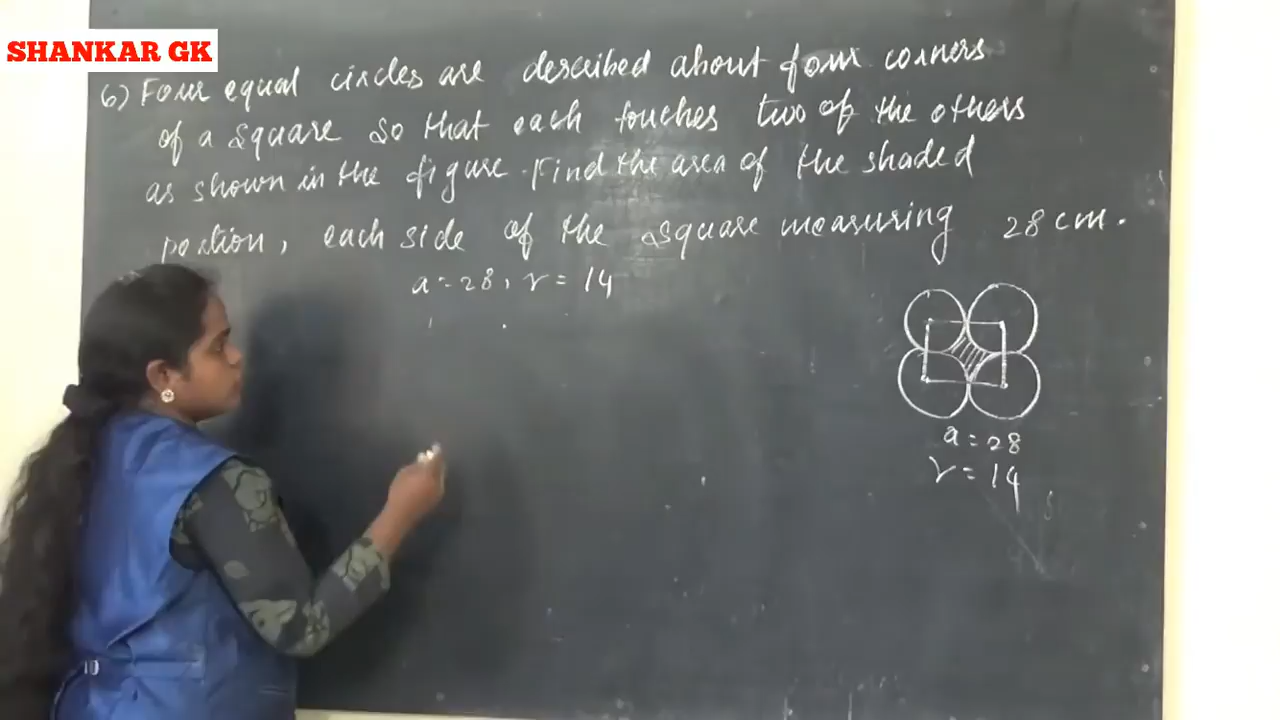 SHANKAR GK
6) Four equal circles are described about four corners
of a square so that each touches two of the others
as shown in the figure. Find the area of the shaded
portion, each side of the square measuring 28 cm.
a = 28, r = 14
a = 28
r = 14